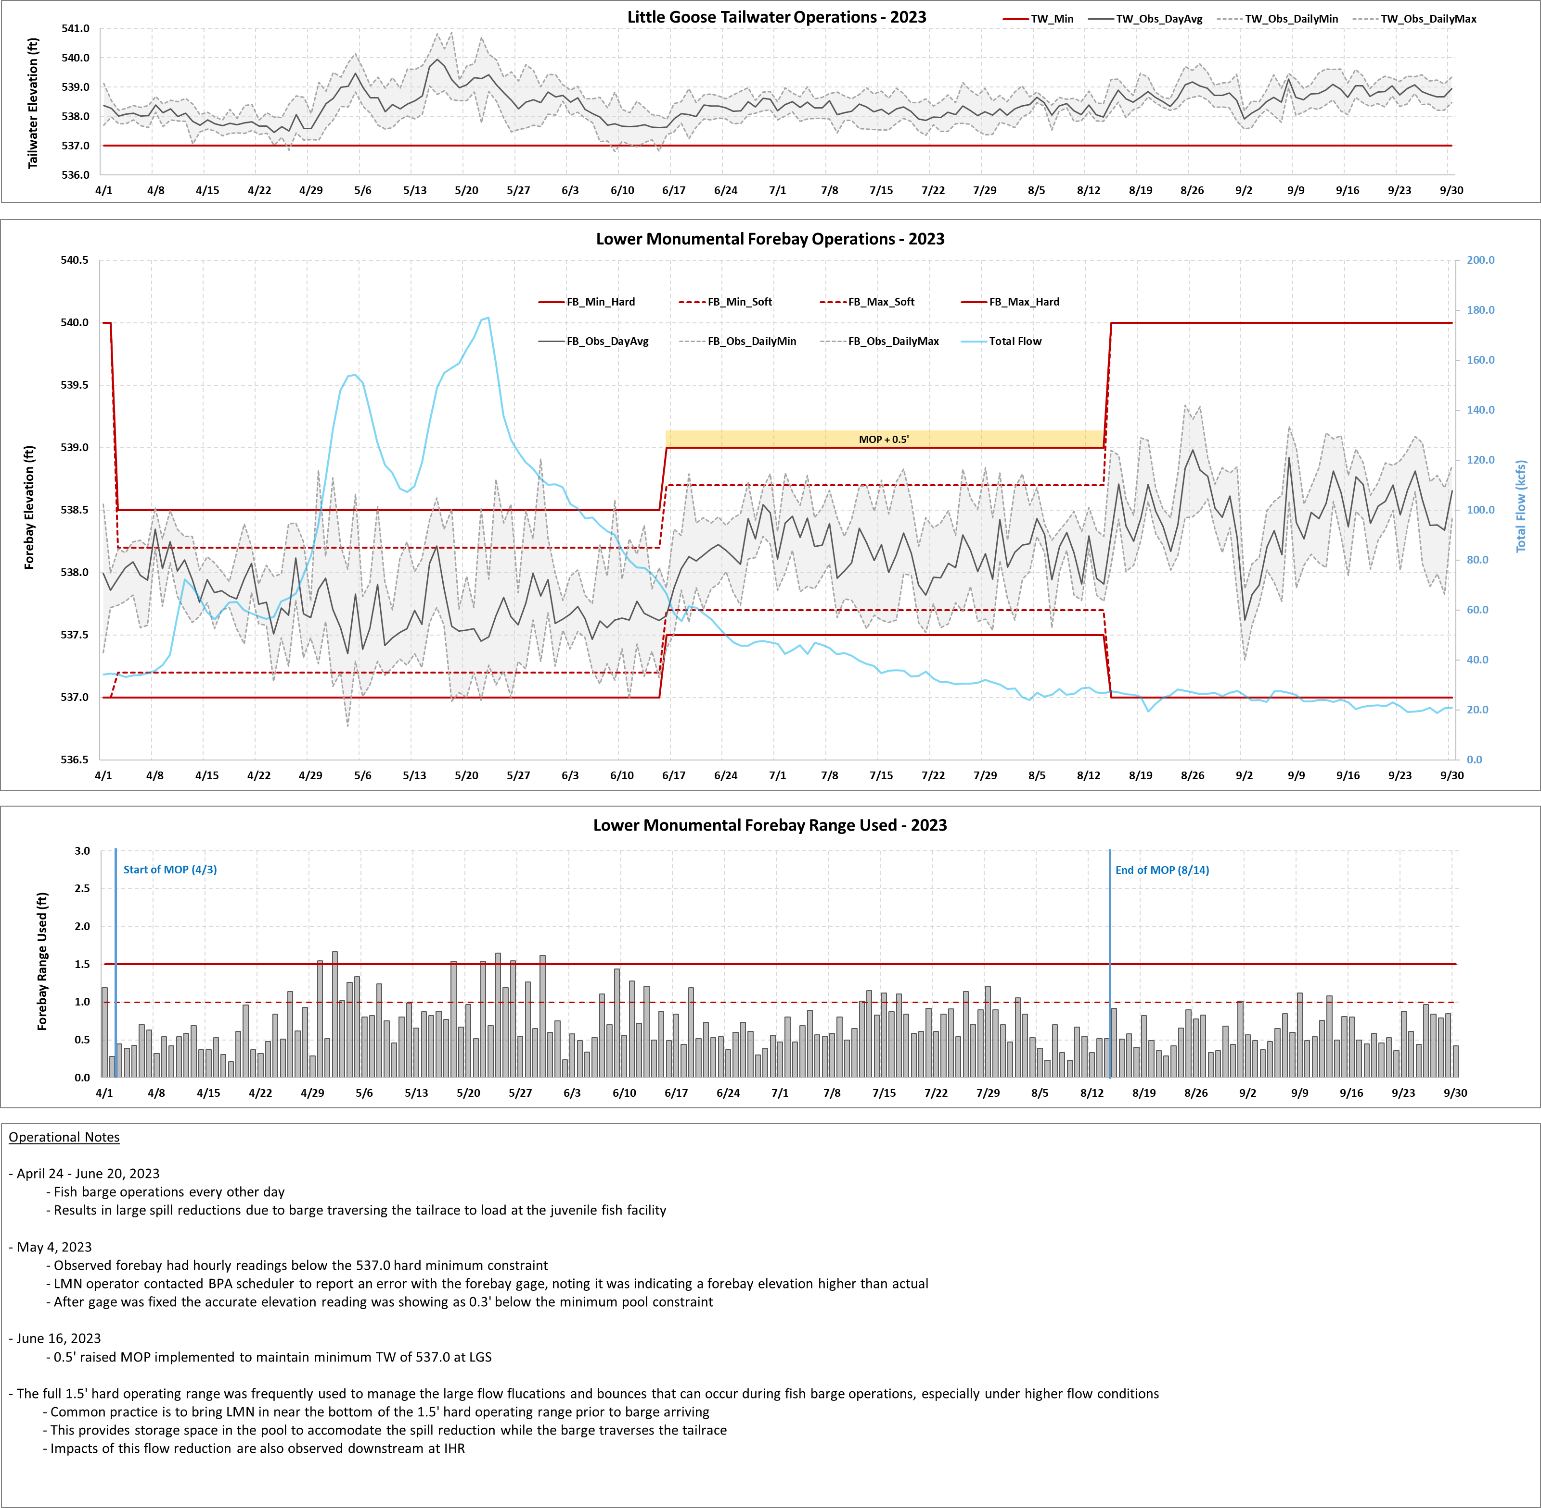 Little Goose Tailwater Operations - 2023
TW_Min TW_Obs_DayAvg TW_Obs_DailyMin TW_Obs_DailyMax
Tailwater Elevation (ft)
541.0
540.0
539.0
538.0
537.0
536.0
4/1 4/8 4/15 4/22 4/29 5/6 5/13 5/20 5/27 6/3 6/10 6/17 6/24 7/1 7/8 7/15 7/22 7/29 8/5 8/12 8/19 8/26 9/2 9/9 9/16 9/23 9/30
Lower Monumental Forebay Operations - 2023
FB_Min_Hard FB_Min_Soft FB_Max_Soft FB_Max_Hard
FB_Obs_DayAvg FB_Obs_DailyMin FB_Obs_DailyMax Total Flow
MOP + 0.5'
Forebay Elevation (ft)
540.5
540.0
539.5
539.0
538.5
538.0
537.5
537.0
536.5
Total Flow (kcfs)
200.0
180.0
160.0
140.0
120.0
100.0
80.0
60.0
40.0
20.0
0.0
4/1 4/8 4/15 4/22 4/29 5/6 5/13 5/20 5/27 6/3 6/10 6/17 6/24 7/1 7/8 7/15 7/22 7/29 8/5 8/12 8/19 8/26 9/2 9/9 9/16 9/23 9/30
Lower Monumental Forebay Range Used - 2023
Forebay Range Used (ft)
3.0
2.5
2.0
1.5
1.0
0.5
0.0
Start of MOP (4/3)
End of MOP (8/14)
4/1 4/8 4/15 4/22 4/29 5/6 5/13 5/20 5/27 6/3 6/10 6/17 6/24 7/1 7/8 7/15 7/22 7/29 8/5 8/12 8/19 8/26 9/2 9/9 9/16 9/23 9/30
Operational Notes
- April 24 - June 20, 2023
- Fish barge operations every other day
- Results in large spill reductions due to barge traversing the tailrace to load at the juvenile fish facility
- May 4, 2023
- Observed forebay had hourly readings below the 537.0 hard minimum constraint
- LMN operator contacted BPA scheduler to report an error with the forebay gage, noting it was indicating a forebay elevation higher than actual
- After gage was fixed the accurate elevation reading was showing as 0.3' below the minimum pool constraint
- June 16, 2023
- 0.5' raised MOP implemented to maintain minimum TW of 537.0 at LGS
- The full 1.5' hard operating range was frequently used to manage the large flow flucations and bounces that can occur during fish barge operations, especially under higher flow conditions
- Common practice is to bring LMN in near the bottom of the 1.5' hard operating range prior to barge arriving
- This provides storage space in the pool to accomodate the spill reduction while the barge traverses the tailrace
- Impacts of this flow reduction are also observed downstream at IHR